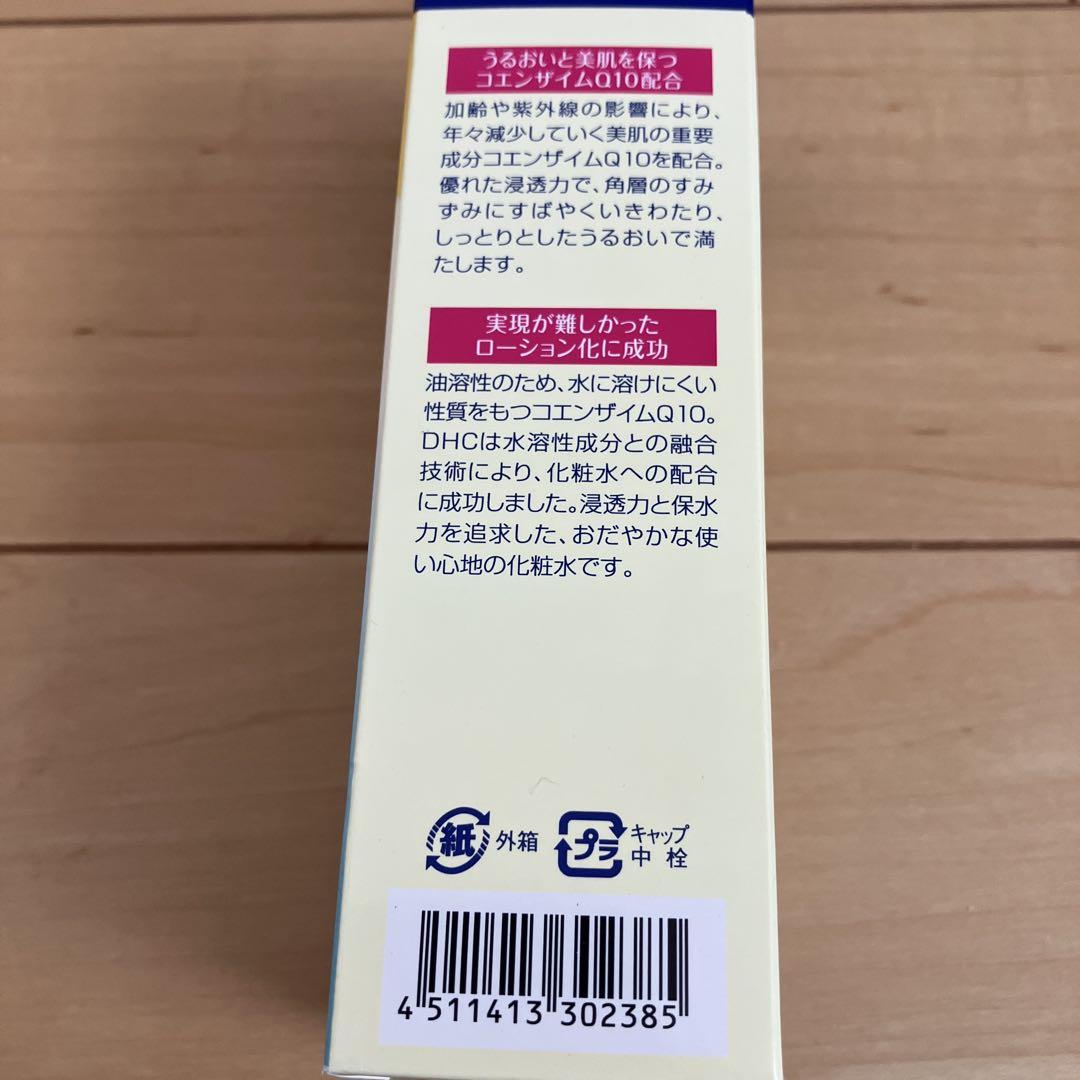 うるおいと美肌を保つ
コエンザイムQ10配合
加齢や紫外線の影響により、
年々減少していく美肌の重要
成分コエンザイムQ10を配合。
優れた浸透力で、角層のすみ
ずみにすばやくいきわたり、
しっとりとしたうるおいで満
たします。
実現が難しかった
ローション化に成功
油溶性のため、水に溶けにくい
性質をもつコエンザイムQ10。
DHCは水溶性成分との融合
技術により、化粧水への配合
に成功しました。浸透力と保水
力を追求した、おだやかな使
い心地の化粧水です。
紙 外箱
プラ キャップ
中栓
4 511413 302385